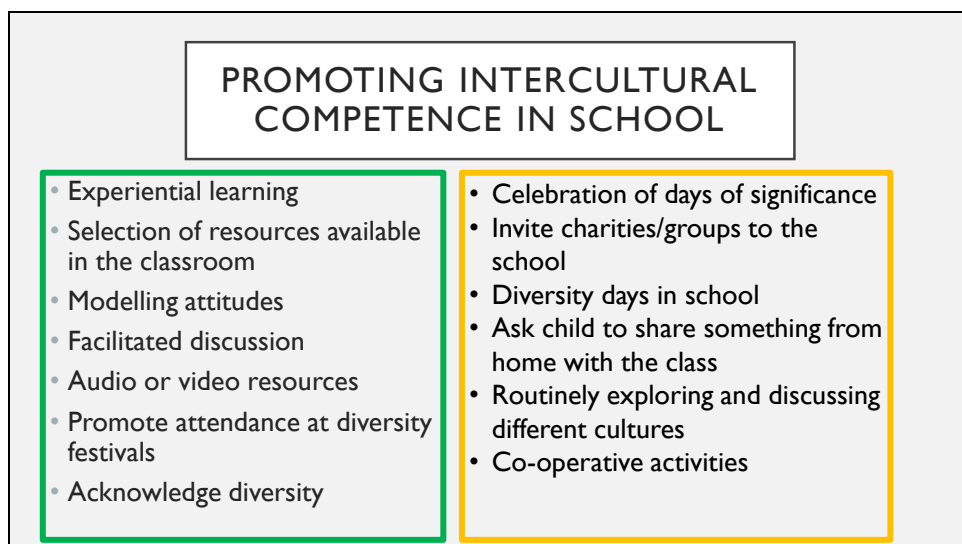 PROMOTING INTERCULTURAL
COMPETENCE IN SCHOOL
• Experiential learning
• Selection of resources available
in the classroom
• Modelling attitudes
• Facilitated discussion
• Audio or video resources
• Promote attendance at diversity
festivals
• Acknowledge diversity
• Celebration of days of significance
• Invite charities/groups to the
school
• Diversity days in school
• Ask child to share something from
home with the class
• Routinely exploring and discussing
different cultures
• Co-operative activities